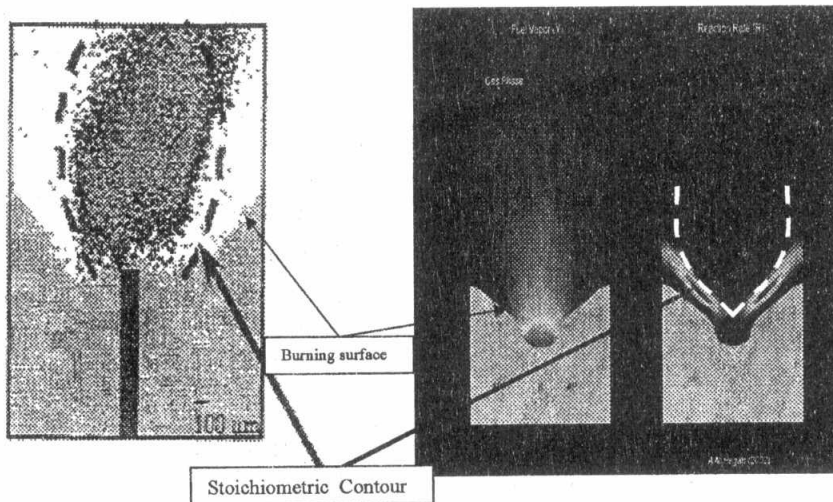 Fuel Vapor (Y)
Reaction Rate (R)
Gas Phase
Burning surface
100 μm
Stoichiometric Contour